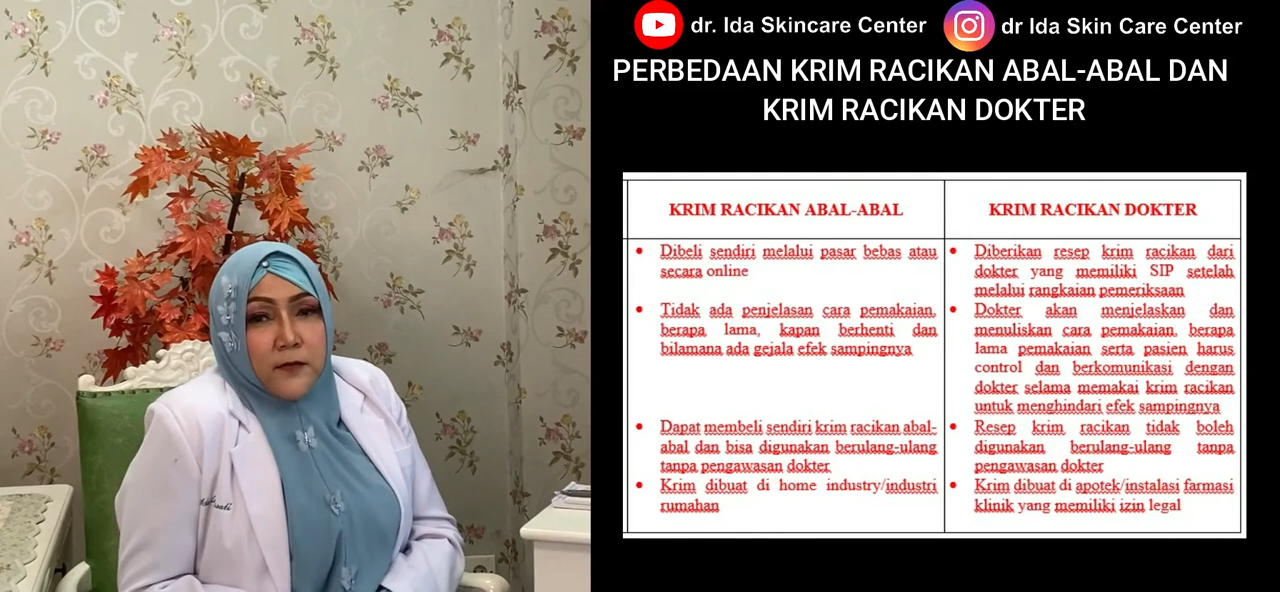 dr. Ida Skincare Center
dr Ida Skin Care Center
PERBEDAAN KRIM RACIKAN ABAL-ABAL DAN
KRIM RACIKAN DOKTER
KRIM RACIKAN ABAL-ABAL
• Dibeli sendiri melalui pasar bebas atau
secara online
• Tidak ada penjelasan cara pemakaian,
berapa lama, kapan berhenti dan
bilamana ada gejala efek sampingnya
• Dapat membeli sendiri krim racikan abal-
abal dan bisa digunakan berulang-ulang
tanpa pengawasan dokter
• Krim dibuat di home industry/industri
rumahan
KRIM RACIKAN DOKTER
• Diberikan resep krim racikan dari
dokter yang memiliki SIP setelah
melalui rangkaian pemeriksaan
• Dokter akan menjelaskan dan
menuliskan cara pemakaian, berapa
lama pemakaian serta pasien harus
control dan berkomunikasi dengan
dokter selama memakai krim racikan
untuk menghindari efek sampingnya
• Resep krim racikan tidak boleh
digunakan berulang-ulang tanpa
pengawasan dokter
• Krim dibuat di apotek/instalasi farmasi
klinik yang memiliki izin legal